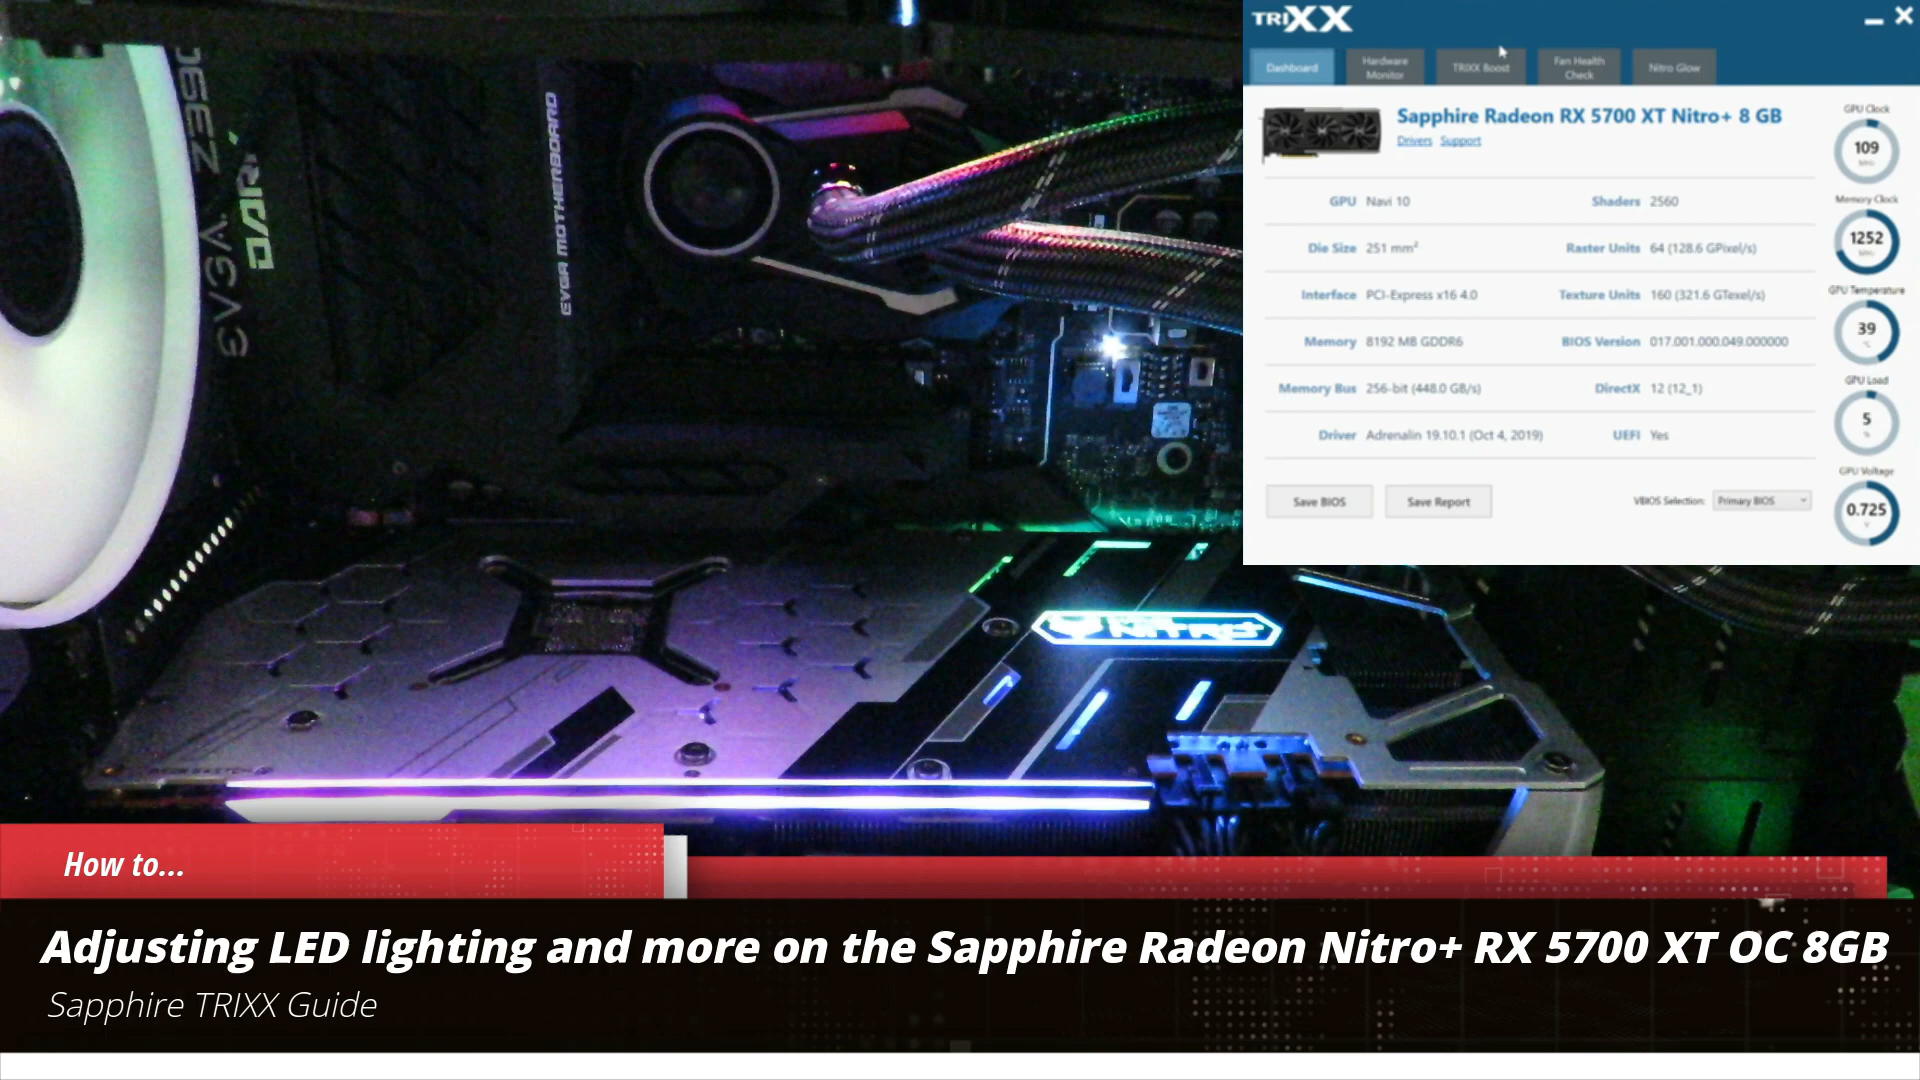 TRIXX
Dashboard
Hardware
Monitor
TRIXX Boost
Fan Health
Check
Nitro Glow
Sapphire Radeon RX 5700 XT Nitro+ 8 GB
Drivers Support
GPU Navi 10 Shaders 2560
Die Size 251 mm² Raster Units 64 (128.6 GPixel/s)
Interface PCI-Express x16 4.0 Texture Units 160 (321.6 GTexel/s)
Memory 8192 MB GDDR6 BIOS Version 017.001.000.049.000000
Memory Bus 256-bit (448.0 GB/s) DirectX 12 (12_1)
Driver Adrenalin 19.10.1 (Oct 4, 2019) UEFI Yes
Save BIOS Save Report VBIOS Selection: Primary BIOS
GPU Clock
109
MHz
Memory Clock
1252
MHz
GPU Temperature
39
°C
GPU Load
5
%
GPU Voltage
0.725
V
EVGA Z390
DARK
EVGA MOTHERBOARD
NITRO+
How to...
Adjusting LED lighting and more on the Sapphire Radeon Nitro+ RX 5700 XT OC 8GB
Sapphire TRIXX Guide